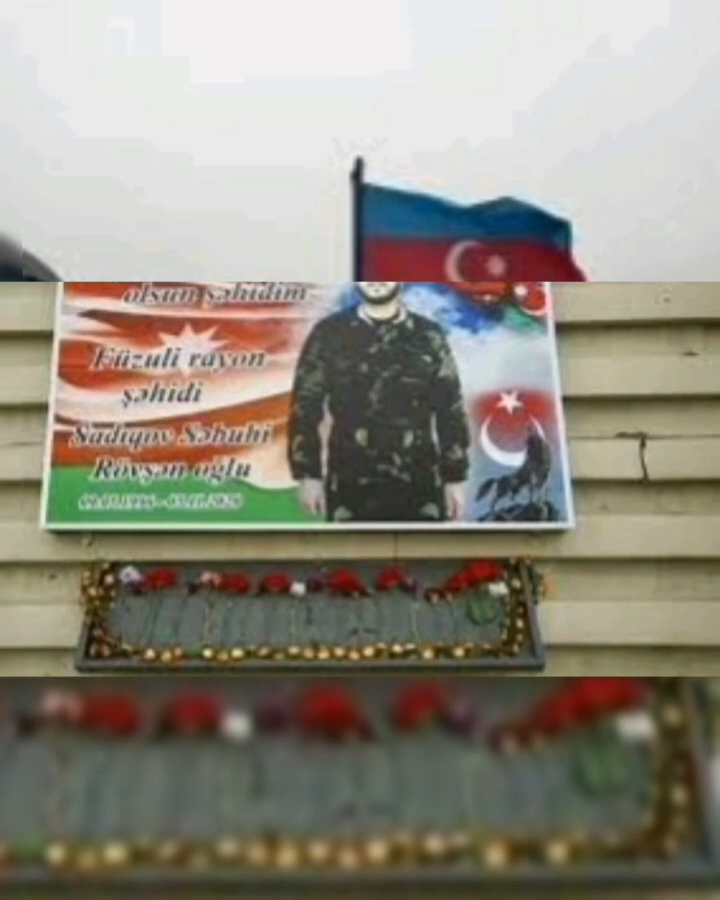 olsun şəhidim
Füzuli rayon
şəhidi
Sadıqov Səbuhi
Rövşən oğlu